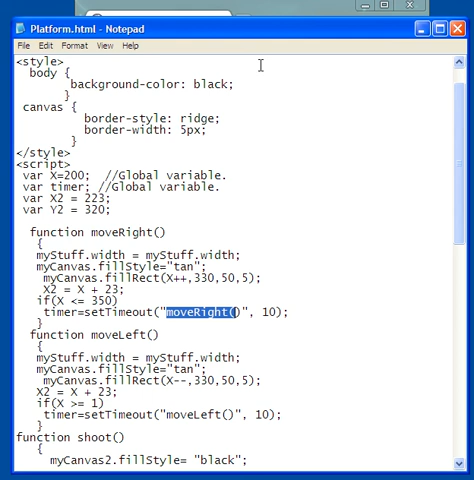 Platform.html - Notepad
File Edit Format View Help
<style>
body {
background-color: black;
}
canvas {
border-style: ridge;
border-width: 5px;
}
</style>
<script>
var X=200; //Global variable.
var timer; //Global variable.
var X2 = 223;
var Y2 = 320;
function moveRight()
{
myStuff.width = myStuff.width;
myCanvas.fillStyle="tan";
myCanvas.fillRect(X++,330,50,5);
X2 = X + 23;
if(X <= 350)
timer=setTimeout("moveRight()", 10);
}
function moveLeft()
{
myStuff.width = myStuff.width;
myCanvas.fillStyle="tan";
myCanvas.fillRect(X--,330,50,5);
X2 = X + 23;
if(X >= 1)
timer=setTimeout("moveLeft()", 10);
}
function shoot()
{
myCanvas2.fillStyle= "black";